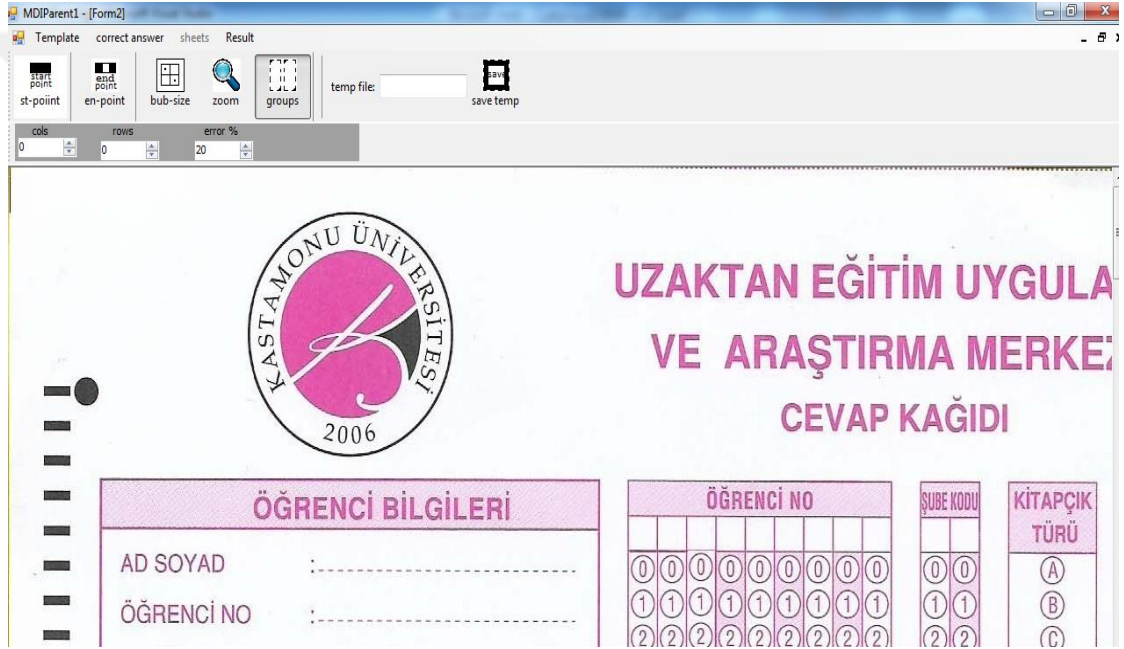 MDIParent1 - [Form2]
Template correct answer sheets Result
start point
end point
save
st-poiint en-point bub-size zoom groups temp file: save temp
cols rows error %
0 0 20
KASTAMONU ÜNİVERSİTESİ
2006
UZAKTAN EĞİTİM UYGULA
VE ARAŞTIRMA MERKEZ
CEVAP KAĞIDI
ÖĞRENCİ BİLGİLERİ
AD SOYAD :
ÖĞRENCİ NO :
ÖĞRENCİ NO
0 0 0 0 0 0 0 0 0
1 1 1 1 1 1 1 1 1
2 2 2 2 2 2 2 2 2
ŞUBE KODU
0 0
1 1
2 2
KİTAPÇIK
TÜRÜ
A
B
C